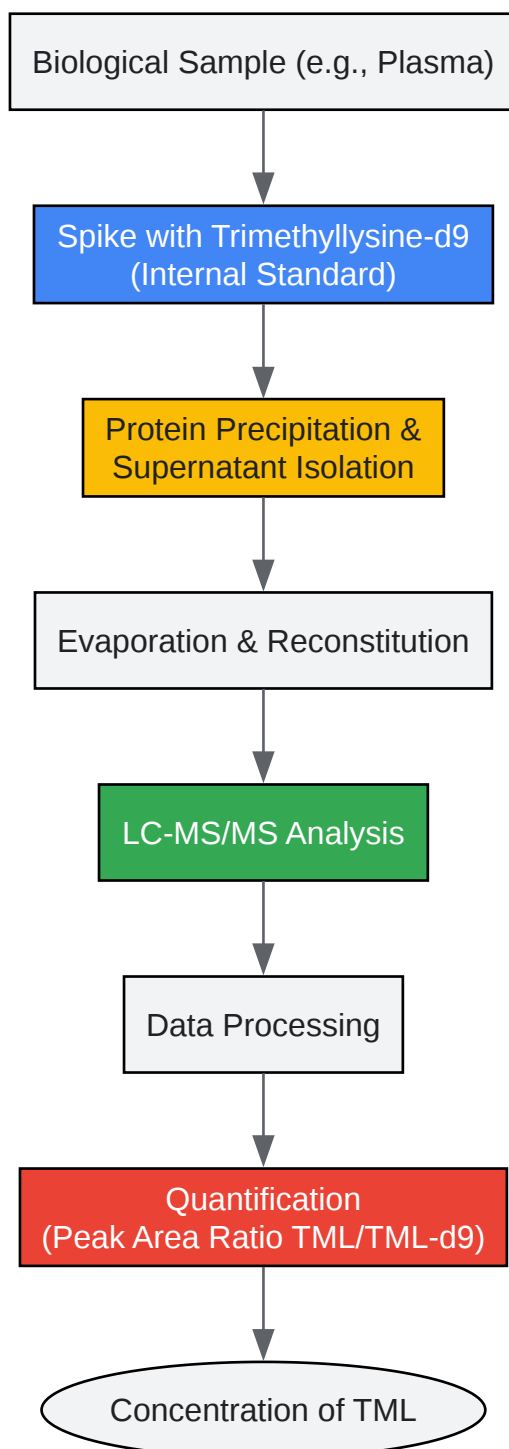 Biological Sample (e.g., Plasma)
Spike with Trimethyllysine-d9
(Internal Standard)
Protein Precipitation &
Supernatant Isolation
Evaporation & Reconstitution
LC-MS/MS Analysis
Data Processing
Quantification
(Peak Area Ratio TML/TML-d9)
Concentration of TML